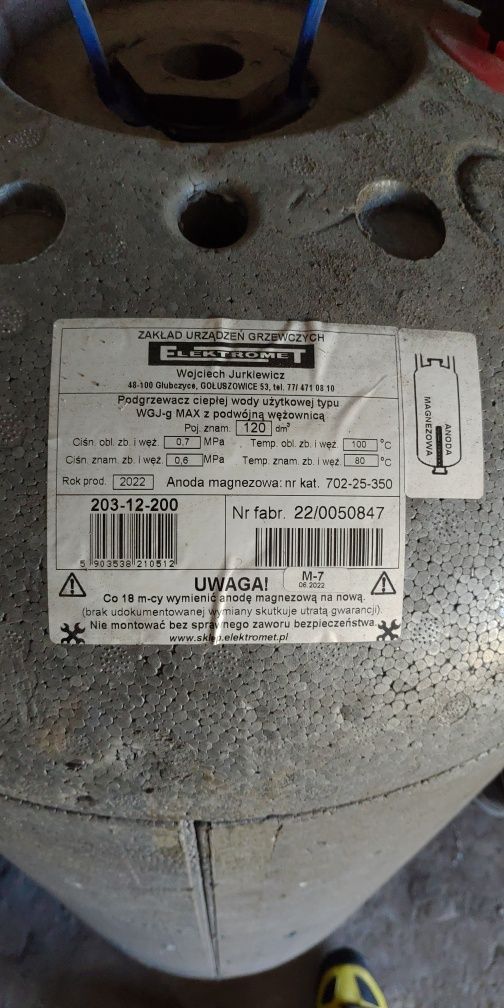 ZAKŁAD URZĄDZEŃ GRZEWCZYCH
ELEKTROMET
Wojciech Jurkiewicz
48-100 Głubczyce, GOŁUSZOWICE 53, tel. 77/ 471 08 10
Podgrzewacz ciepłej wody użytkowej typu
WGJ-g MAX z podwójną wężownicą
Poj. znam. 120 dm³
Ciśn. obl. zb. i węż. 0,7 MPa Temp. obl. zb. i węż. 100 °C
Ciśn. znam. zb. i węż. 0,6 MPa Temp. znam. zb. i węż 80 °C
Rok prod. 2022 Anoda magnezowa: nr kat. 702-25-350
203-12-200
5 903538 210512
Nr fabr. 22/0050847
UWAGA!
M-7
06.2022
Co 18 m-cy wymienić anodę magnezową na nową.
(brak udokumentowanej wymiany skutkuje utratą gwarancji).
Nie montować bez sprawnego zaworu bezpieczeństwa.
www.sklep.elektromet.pl
ANODA
MAGNEZOWA